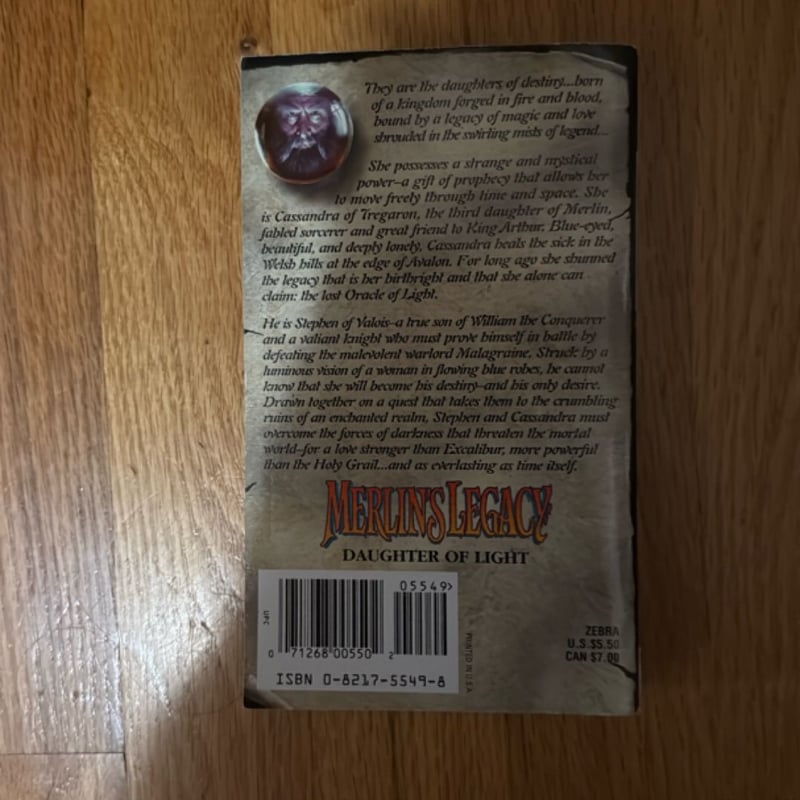 They are the daughters of destiny...born
of a kingdom forged in fire and blood,
bound by a legacy of magic and love
shrouded in the swirling mists of legend...
She possesses a strange and mystical
power–a gift of prophecy that allows her
to move freely through time and space. She
is Cassandra of Tregaron, the third daughter of Merlin,
fabled sorcerer and great friend to King Arthur. Blue-eyed,
beautiful, and deeply lonely, Cassandra heals the sick in the
Welsh hills at the edge of Avalon. For long ago she shunned
the legacy that is her birthright and that she alone can
claim: the lost Oracle of Light.
He is Stephen of Valois–a true son of William the Conquerer
and a valiant knight who must prove himself in battle by
defeating the malevolent warlord Malagraine. Struck by a
luminous vision of a woman in flowing blue robes, he cannot
know that she will become his destiny–and his only desire.
Drawn together on a quest that takes them to the crumbling
ruins of an enchanted realm, Stephen and Cassandra must
overcome the forces of darkness that threaten the mortal
world–for a love stronger than Excalibur, more powerful
than the Holy Grail...and as everlasting as time itself.
MERLIN'S LEGACY
DAUGHTER OF LIGHT
05549>
UPC
0 71268 00550 2
ISBN 0-8217-5549-8
PRINTED IN U.S.A.
ZEBRA
U.S.$5.50
CAN $7.00